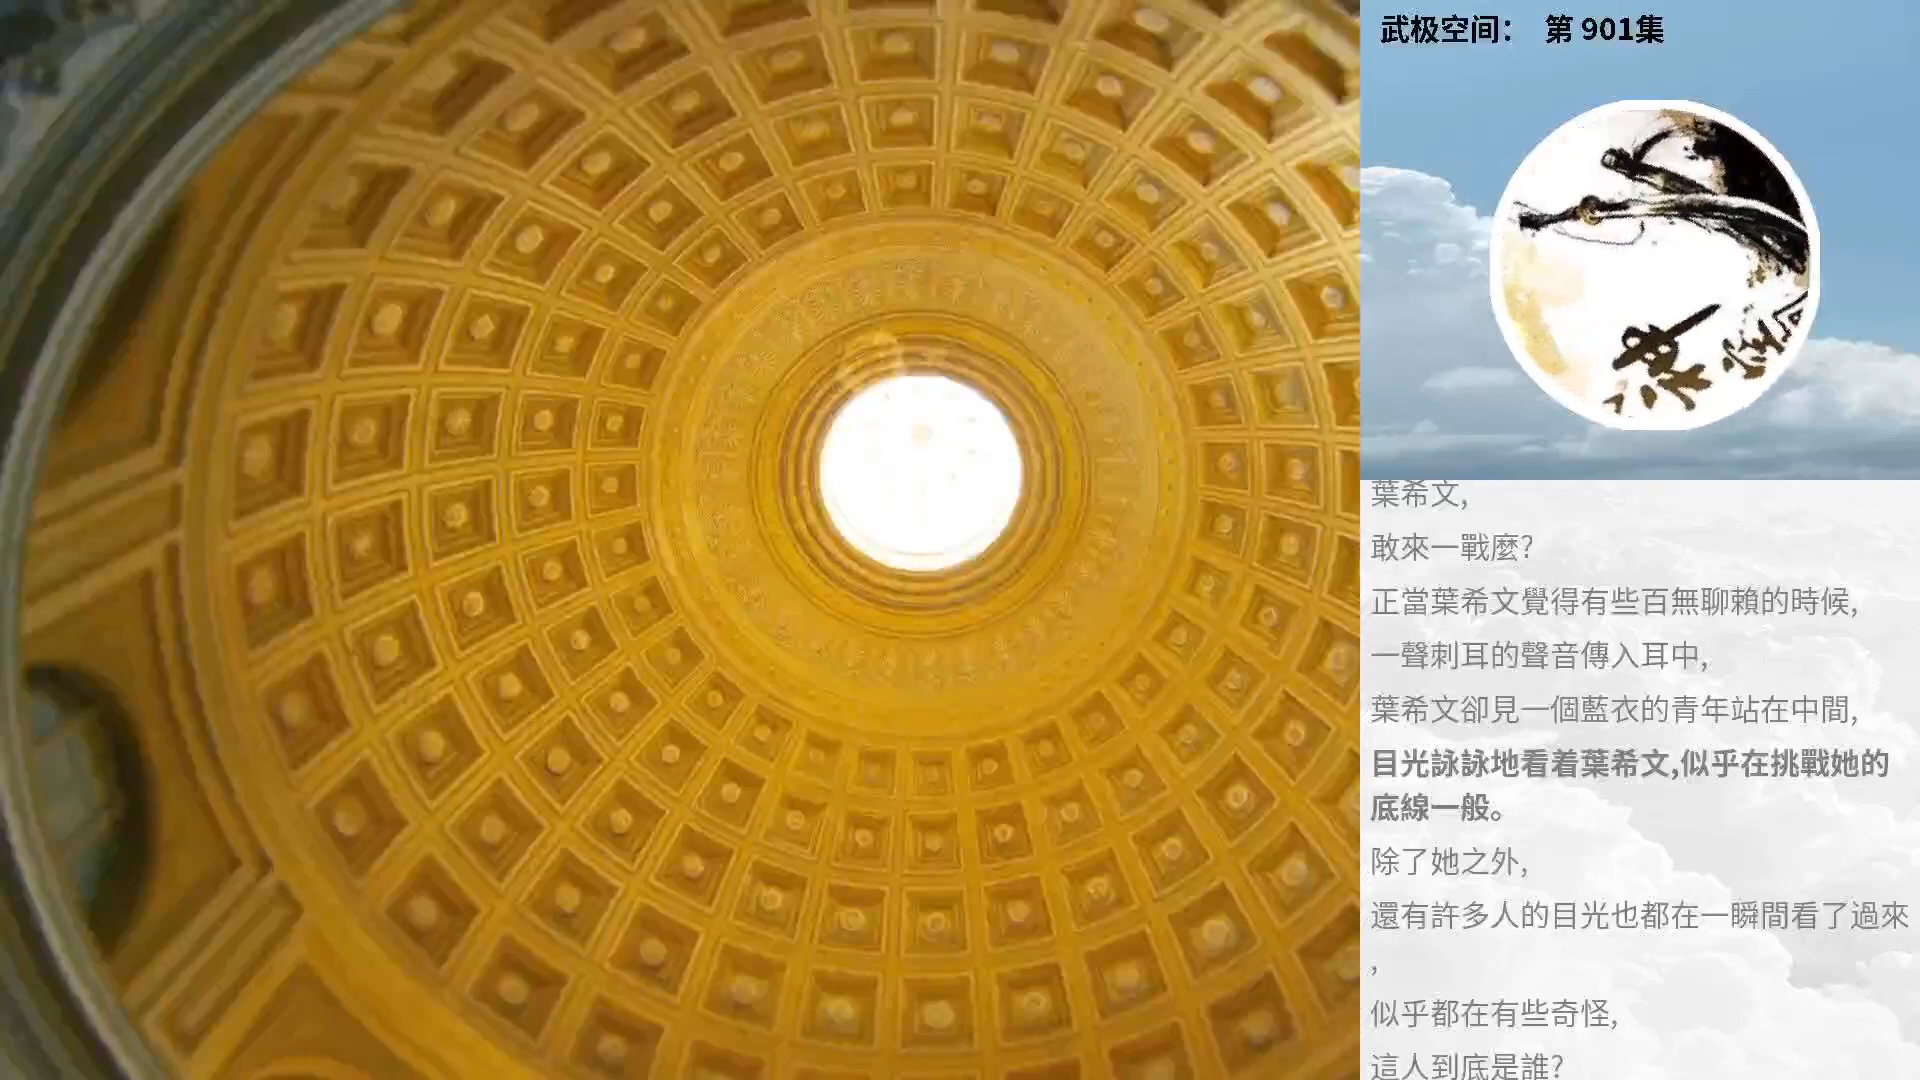 武极空间： 第 901集
葉希文,
敢來一戰麼?
正當葉希文覺得有些百無聊賴的時候,
一聲刺耳的聲音傳入耳中,
葉希文卻見一個藍衣的青年站在中間,
目光詠詠地看着葉希文,似乎在挑戰她的
底線一般。
除了她之外,
還有許多人的目光也都在一瞬間看了過來
,
似乎都在有些奇怪,
這人到底是誰?